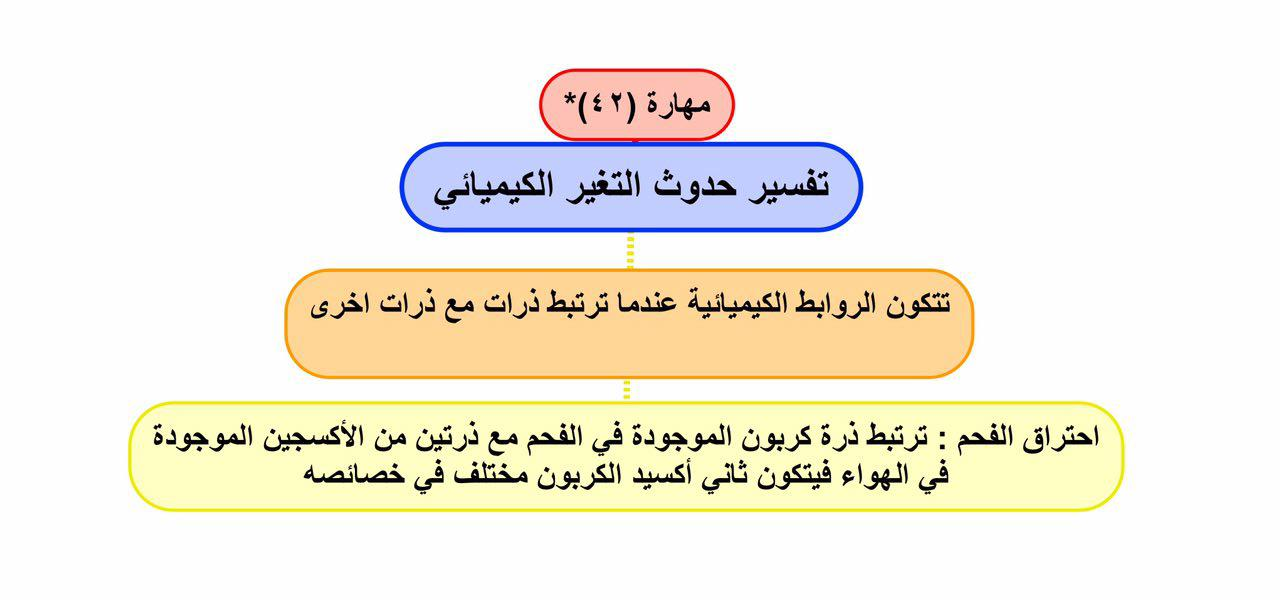 مهارة (٤٢)*
تفسير حدوث التغير الكيميائي
تتكون الروابط الكيميائية عندما ترتبط ذرات مع ذرات اخرى
احتراق الفحم : ترتبط ذرة كربون الموجودة في الفحم مع ذرتين من الأكسجين الموجودة
في الهواء فيتكون ثاني أكسيد الكربون مختلف في خصائصه